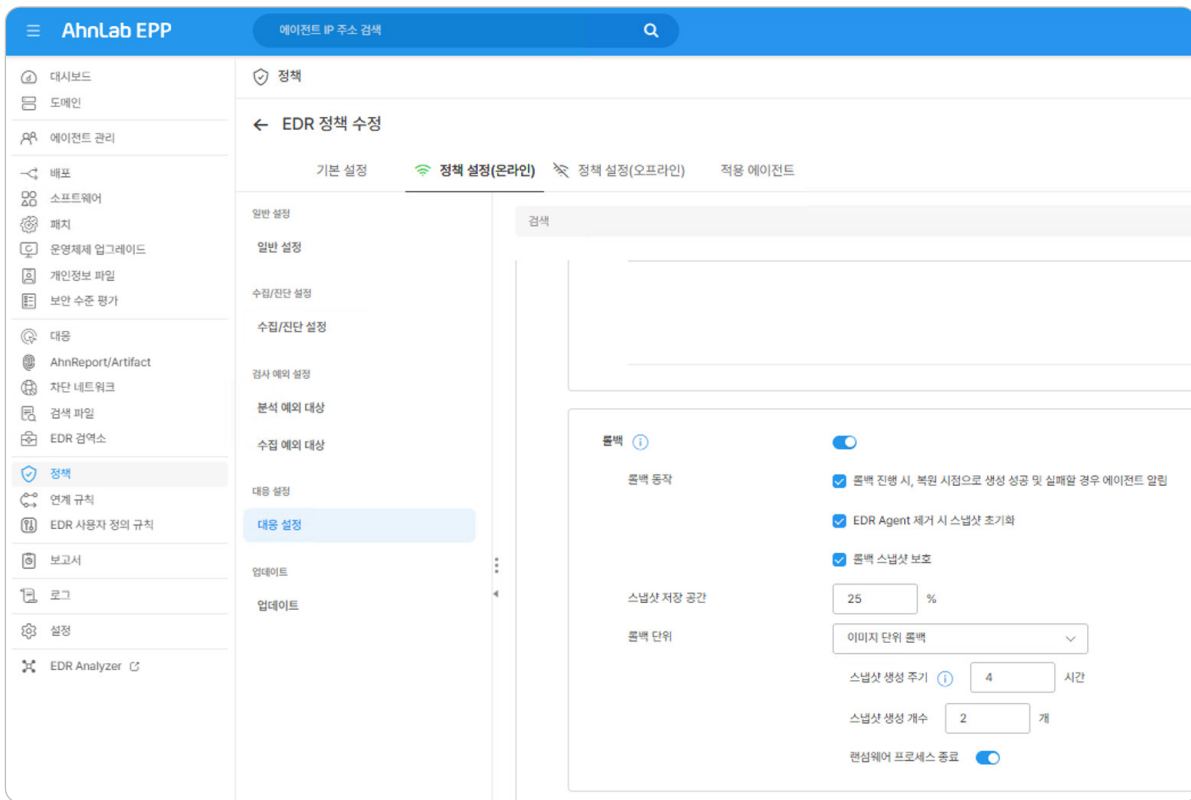 AhnLab EPP
에이전트 IP 주소 검색
대시보드
도메인
에이전트 관리
배포
소프트웨어
패치
운영체제 업그레이드
개인정보 파일
보안 수준 평가
대응
AhnReport/Artifact
차단 네트워크
검색 파일
EDR 검역소
정책
연계 규칙
EDR 사용자 정의 규칙
보고서
로그
설정
EDR Analyzer
정책
EDR 정책 수정
기본 설정
정책 설정(온라인)
정책 설정(오프라인)
적용 에이전트
일반 설정
일반 설정
수집/진단 설정
수집/진단 설정
검사 예외 설정
분석 예외 대상
수집 예외 대상
대응 설정
대응 설정
업데이트
업데이트
검색
롤백
롤백 동작
롤백 진행 시, 복원 시점으로 생성 성공 및 실패할 경우 에이전트 알림
EDR Agent 제거 시 스냅샷 초기화
롤백 스냅샷 보호
스냅샷 저장 공간 25 %
롤백 단위 이미지 단위 롤백
스냅샷 생성 주기 4 시간
스냅샷 생성 개수 2 개
랜섬웨어 프로세스 종료